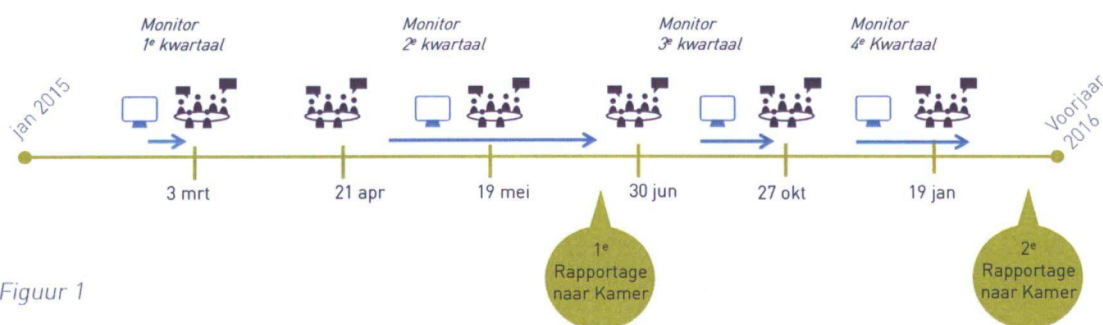 Monitor
1e kwartaal
Monitor
2e kwartaal
Monitor
3e kwartaal
Monitor
4e Kwartaal
jan 2015
Voorjaar
2016
3 mrt
21 apr
19 mei
30 jun
27 okt
19 jan
1e
Rapportage
naar Kamer
2e
Rapportage
naar Kamer
Figuur 1